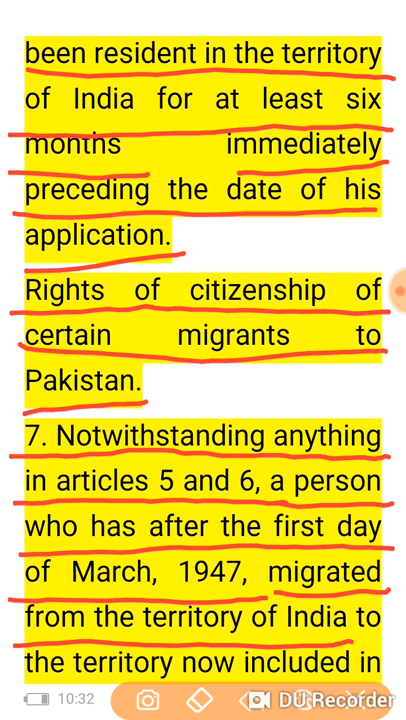 been resident in the territory
of India for at least six
months immediately
preceding the date of his
application.
Rights of citizenship of
certain migrants to
Pakistan.
7. Notwithstanding anything
in articles 5 and 6, a person
who has after the first day
of March, 1947, migrated
from the territory of India to
the territory now included in
10:32 DU Recorder